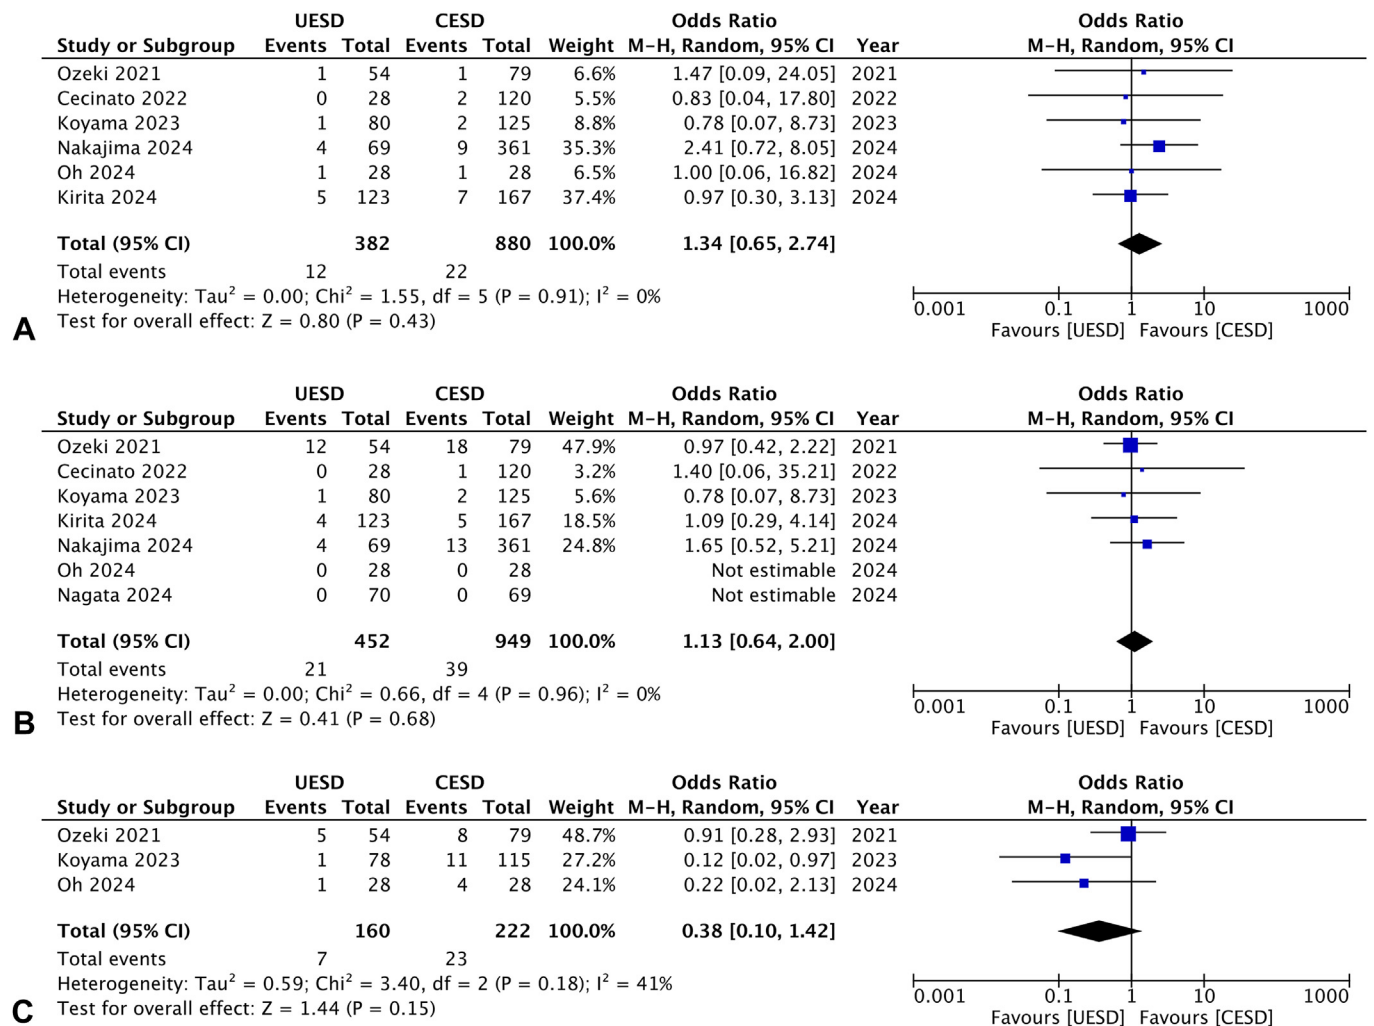 UESD CESD Odds Ratio Odds Ratio
Study or Subgroup Events Total Events Total Weight M-H, Random, 95% CI Year M-H, Random, 95% CI
Ozeki 2021 1 54 1 79 6.6% 1.47 [0.09, 24.05] 2021
Cecinato 2022 0 28 2 120 5.5% 0.83 [0.04, 17.80] 2022
Koyama 2023 1 80 2 125 8.8% 0.78 [0.07, 8.73] 2023
Nakajima 2024 4 69 9 361 35.3% 2.41 [0.72, 8.05] 2024
Oh 2024 1 28 1 28 6.5% 1.00 [0.06, 16.82] 2024
Kirita 2024 5 123 7 167 37.4% 0.97 [0.30, 3.13] 2024
Total (95% CI) 382 880 100.0% 1.34 [0.65, 2.74]
Total events 12 22
Heterogeneity: Tau² = 0.00; Chi² = 1.55, df = 5 (P = 0.91); I² = 0%
Test for overall effect: Z = 0.80 (P = 0.43)
0.001 0.1 1 10 1000
Favours [UESD] Favours [CESD]
A
UESD CESD Odds Ratio Odds Ratio
Study or Subgroup Events Total Events Total Weight M-H, Random, 95% CI Year M-H, Random, 95% CI
Ozeki 2021 12 54 18 79 47.9% 0.97 [0.42, 2.22] 2021
Cecinato 2022 0 28 1 120 3.2% 1.40 [0.06, 35.21] 2022
Koyama 2023 1 80 2 125 5.6% 0.78 [0.07, 8.73] 2023
Kirita 2024 4 123 5 167 18.5% 1.09 [0.29, 4.14] 2024
Nakajima 2024 4 69 13 361 24.8% 1.65 [0.52, 5.21] 2024
Oh 2024 0 28 0 28 Not estimable 2024
Nagata 2024 0 70 0 69 Not estimable 2024
Total (95% CI) 452 949 100.0% 1.13 [0.64, 2.00]
Total events 21 39
Heterogeneity: Tau² = 0.00; Chi² = 0.66, df = 4 (P = 0.96); I² = 0%
Test for overall effect: Z = 0.41 (P = 0.68)
0.001 0.1 1 10 1000
Favours [UESD] Favours [CESD]
B
UESD CESD Odds Ratio Odds Ratio
Study or Subgroup Events Total Events Total Weight M-H, Random, 95% CI Year M-H, Random, 95% CI
Ozeki 2021 5 54 8 79 48.7% 0.91 [0.28, 2.93] 2021
Koyama 2023 1 78 11 115 27.2% 0.12 [0.02, 0.97] 2023
Oh 2024 1 28 4 28 24.1% 0.22 [0.02, 2.13] 2024
Total (95% CI) 160 222 100.0% 0.38 [0.10, 1.42]
Total events 7 23
Heterogeneity: Tau² = 0.59; Chi² = 3.40, df = 2 (P = 0.18); I² = 41%
Test for overall effect: Z = 1.44 (P = 0.15)
0.001 0.1 1 10 1000
Favours [UESD] Favours [CESD]
C